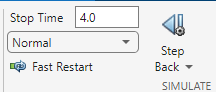 Stop Time 4.0
Normal
Fast Restart
Step
Back
SIMULATE